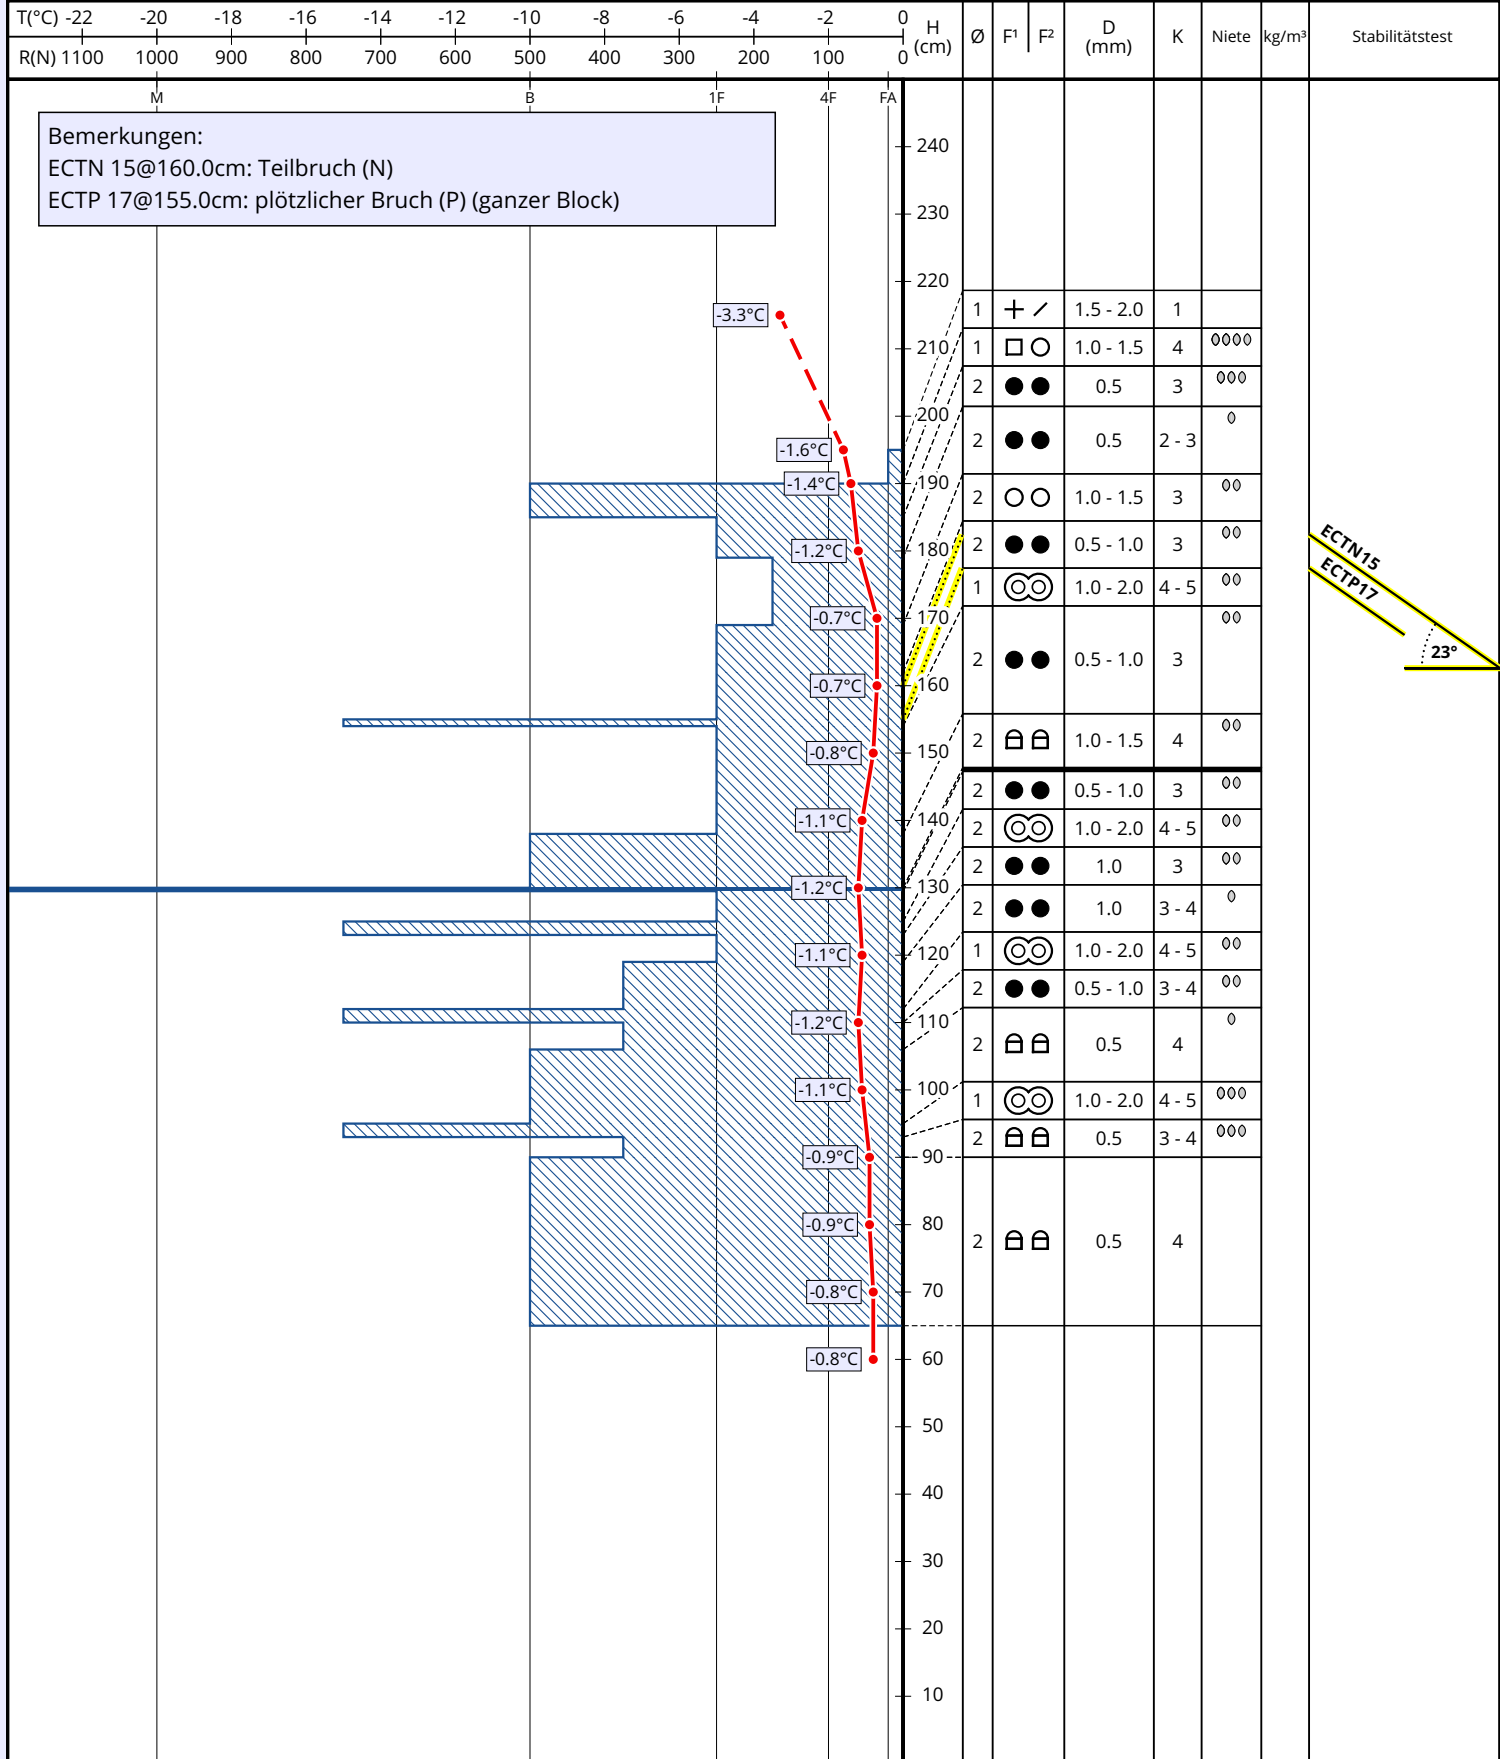 T(°C) -22 -20 -18 -16 -14 -12 -10 -8 -6 -4 -2 0
R(N) 1100 1000 900 800 700 600 500 400 300 200 100 0
H (cm) Ø F¹ F² D (mm) K Niete kg/m³ Stabilitätstest
M B 1F 4F FA
Bemerkungen:
ECTN 15@160.0cm: Teilbruch (N)
ECTP 17@155.0cm: plötzlicher Bruch (P) (ganzer Block)
240
230
220
-3.3°C
1 1.5 - 2.0 1
210
1 1.0 - 1.5 4
2 0.5 3
200
-1.6°C
2 0.5 2 - 3
-1.4°C 190
2 1.0 - 1.5 3
-1.2°C 180
2 0.5 - 1.0 3
ECTN15
1 1.0 - 2.0 4 - 5
ECTP17
-0.7°C 170
2 0.5 - 1.0 3
23°
-0.7°C 160
2 1.0 - 1.5 4
-0.8°C 150
2 0.5 - 1.0 3
-1.1°C 140
2 1.0 - 2.0 4 - 5
2 1.0 3
-1.2°C 130
2 1.0 3 - 4
-1.1°C 120
1 1.0 - 2.0 4 - 5
2 0.5 - 1.0 3 - 4
-1.2°C 110
2 0.5 4
-1.1°C 100
1 1.0 - 2.0 4 - 5
2 0.5 3 - 4
-0.9°C 90
-0.9°C 80
2 0.5 4
-0.8°C 70
-0.8°C 60
50
40
30
20
10